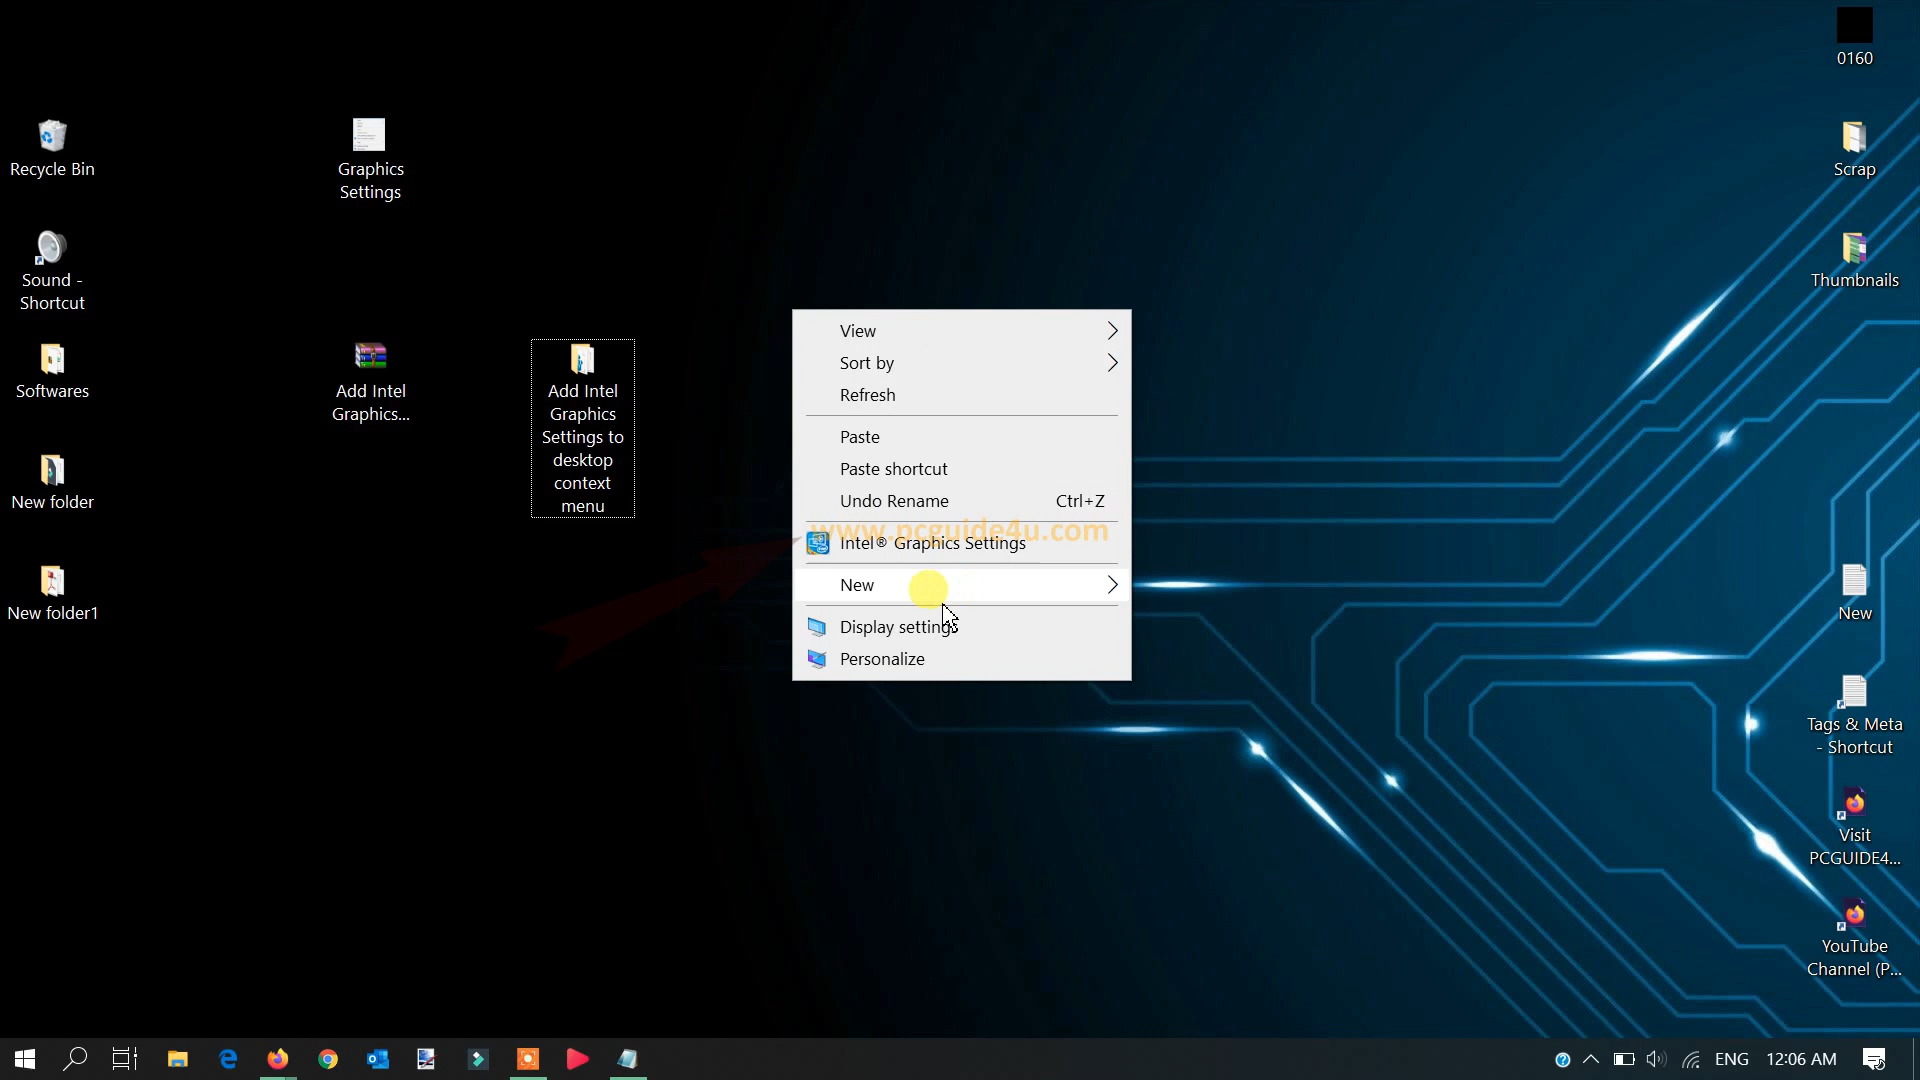 0160
Recycle Bin
Graphics
Settings
Scrap
Sound -
Shortcut
Thumbnails
Softwares
Add Intel
Graphics...
Add Intel
Graphics
Settings to
desktop
context
menu
New folder
New folder1
View
Sort by
Refresh
Paste
Paste shortcut
Undo Rename Ctrl+Z
www.pcguide4u.com
Intel® Graphics Settings
New
Display settings
Personalize
New
Tags & Meta
- Shortcut
Visit
PCGUIDE4...
YouTube
Channel (P...
ENG 12:06 AM